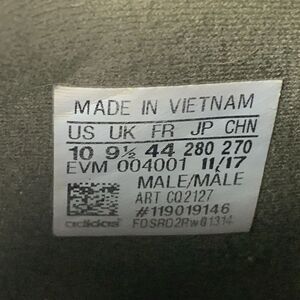 MADE IN VIETNAM
US UK FR JP CHN
10 9½ 44 280 270
EVM 004001 11/17
MALE/MÂLE
ART CQ2127
#119019146
adidas FDSRD2RwQ1314